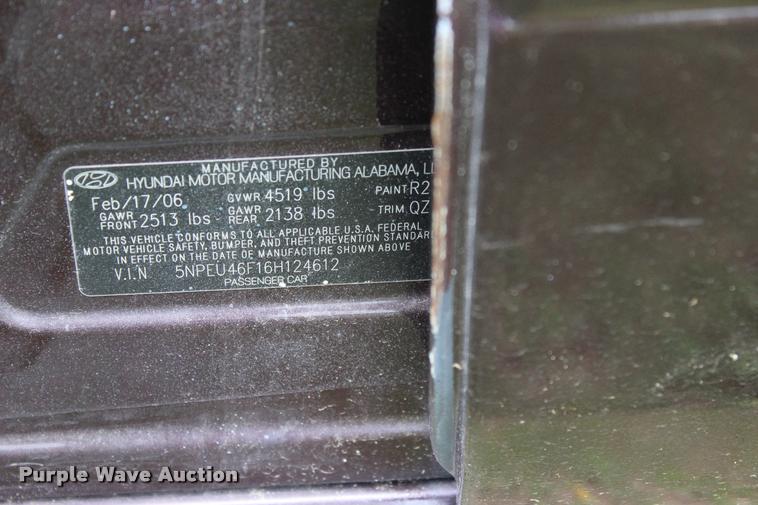 MANUFACTURED BY
HYUNDAI MOTOR MANUFACTURING ALABAMA,
Feb/17/06 GVWR 4519 lbs PAINT R2
GAWR FRONT 2513 lbs GAWR REAR 2138 lbs TRIM QZ
THIS VEHICLE CONFORMS TO ALL APPLICABLE U.S.A. FEDERAL
MOTOR VEHICLE SAFETY, BUMPER, AND THEFT PREVENTION STANDAR
IN EFFECT ON THE DATE OF MANUFACTURE SHOWN ABOVE
V.I.N 5NPEU46F16H124612
PASSENGER CAR
Purple Wave Auction